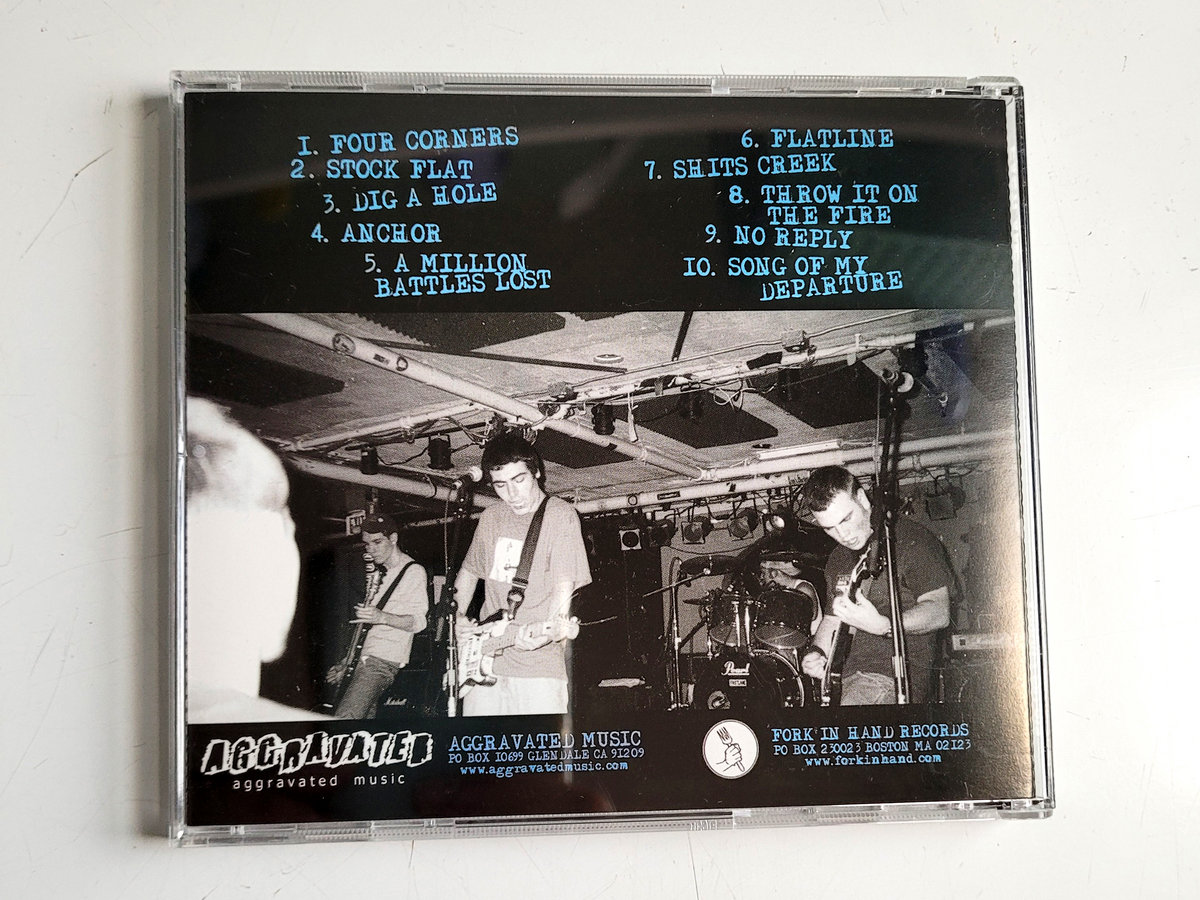 1. FOUR CORNERS
2. STOCK FLAT
3. DIG A HOLE
4. ANCHOR
5. A MILLION
BATTLES LOST
6. FLATLINE
7. SHITS CREEK
8. THROW IT ON
THE FIRE
9. NO REPLY
10. SONG OF MY
DEPARTURE
Marshall
Pearl
AGGRAVATED
aggravated music
AGGRAVATED MUSIC
PO BOX 10699 GLENDALE CA 91209
www.aggravatedmusic.com
FORK IN HAND RECORDS
PO BOX 230023 BOSTON MA 02123
www.forkinhand.com